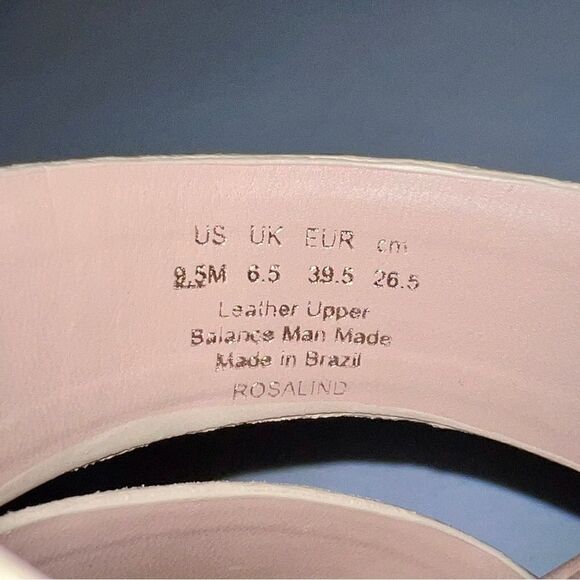 US UK EUR cm
9.5M 6.5 39.5 26.5
Leather Upper
Balance Man Made
Made in Brazil
ROSALIND